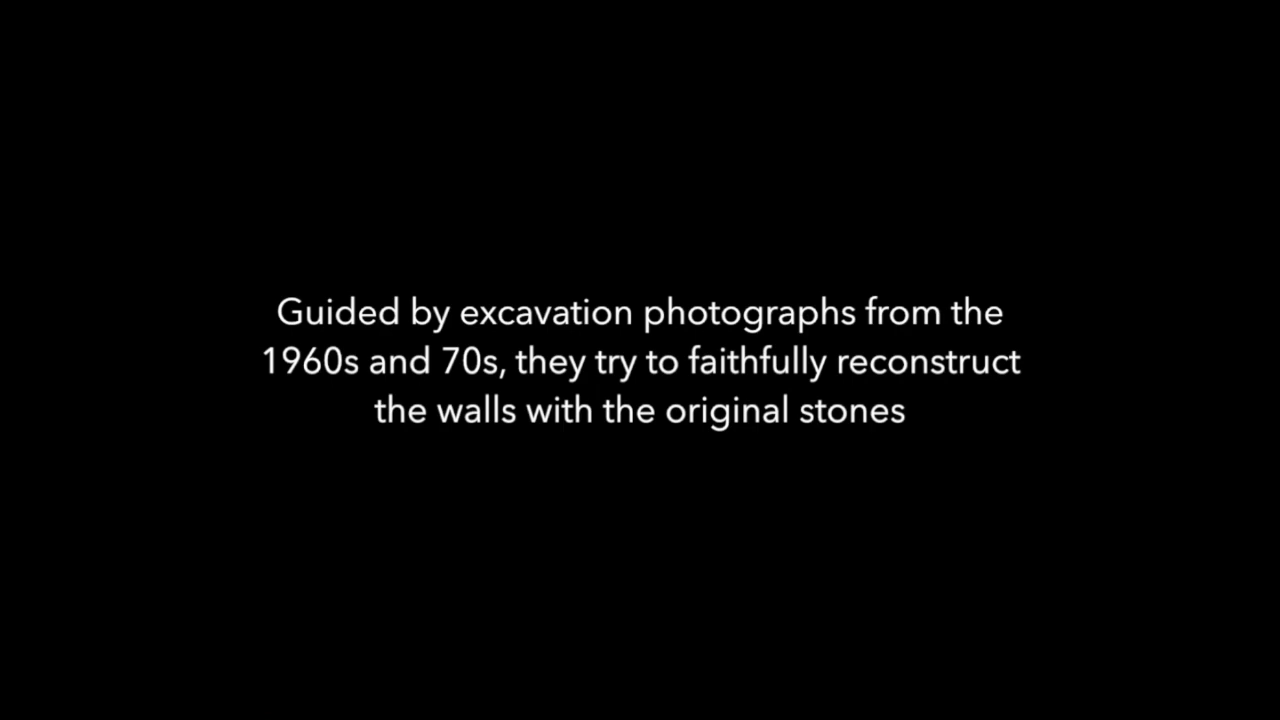 Guided by excavation photographs from the
1960s and 70s, they try to faithfully reconstruct
the walls with the original stones